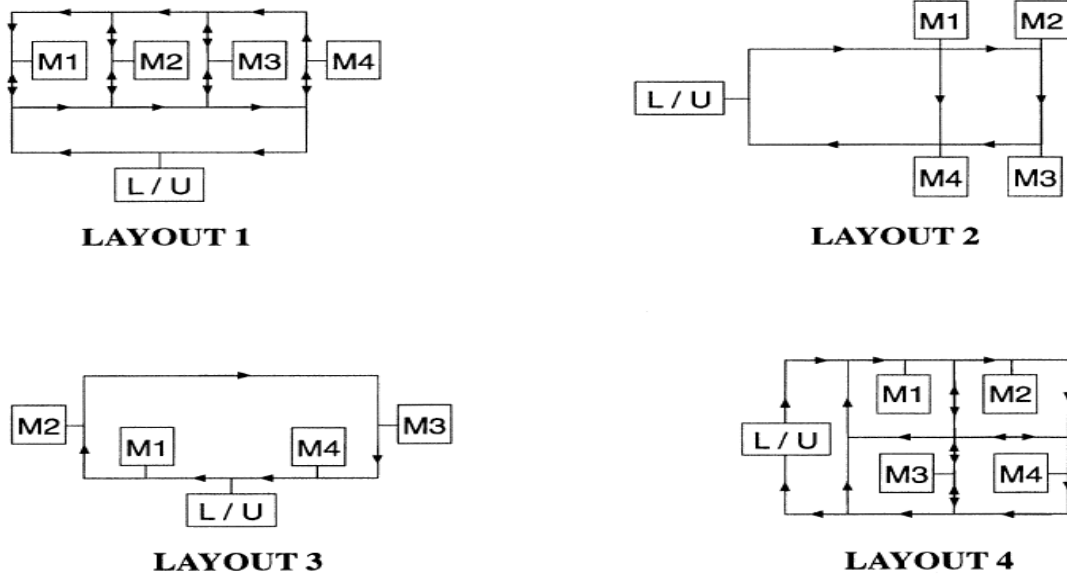 M1 M2 M3 M4
L / U
LAYOUT 1
M1 M2
L / U
M4 M3
LAYOUT 2
M2 M3
M1 M4
L / U
LAYOUT 3
M1 M2
L / U
M3 M4
LAYOUT 4